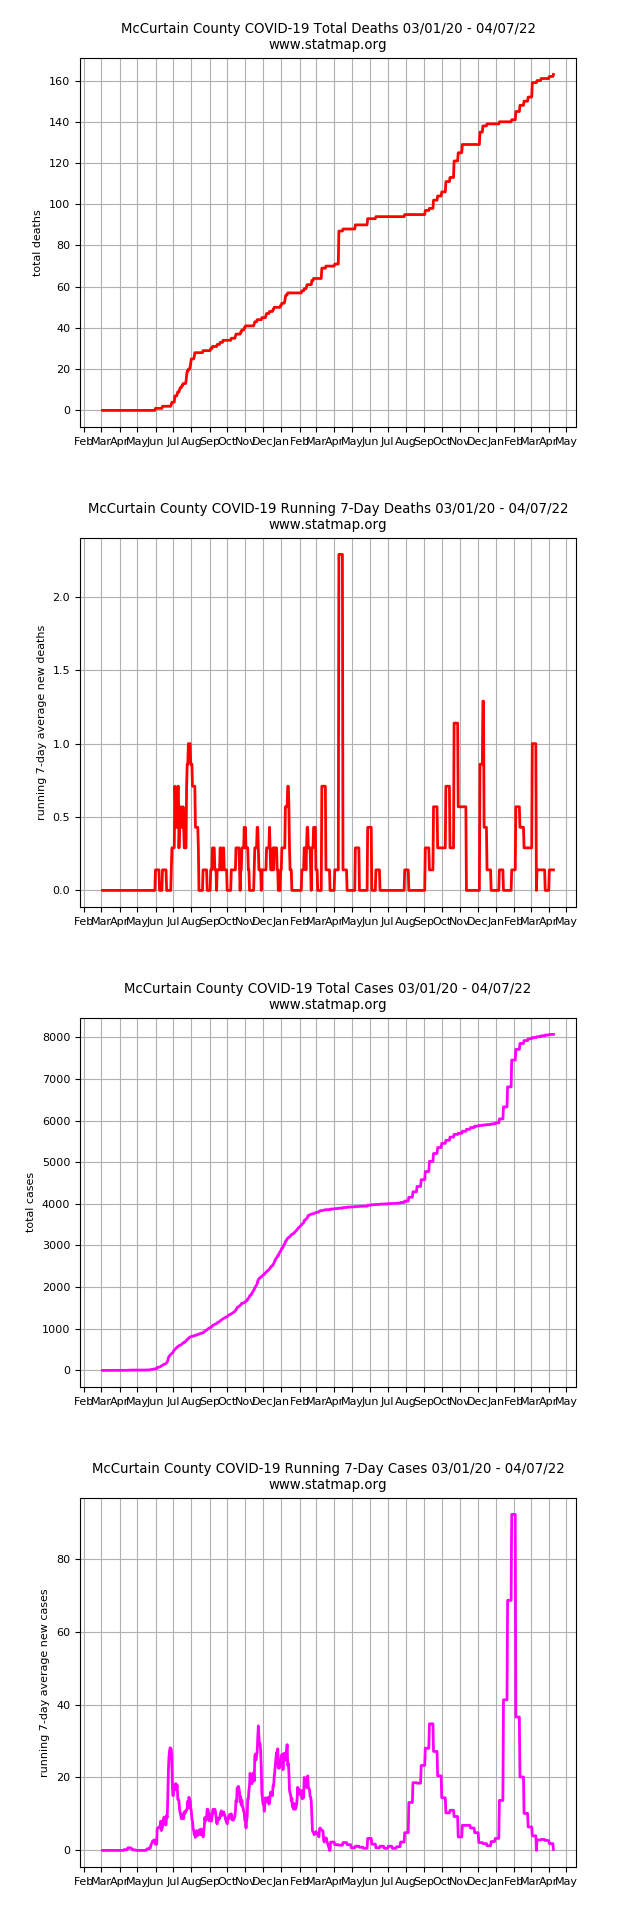 McCurtain County COVID-19 Total Deaths 03/01/20 - 04/07/22
www.statmap.org
160
140
120
100
80
60
40
20
0
total deaths
Feb Mar Apr May Jun Jul Aug Sep Oct Nov Dec Jan Feb Mar Apr May Jun Jul Aug Sep Oct Nov Dec Jan Feb Mar Apr May
McCurtain County COVID-19 Running 7-Day Deaths 03/01/20 - 04/07/22
www.statmap.org
2.0
1.5
1.0
0.5
0.0
running 7-day average new deaths
Feb Mar Apr May Jun Jul Aug Sep Oct Nov Dec Jan Feb Mar Apr May Jun Jul Aug Sep Oct Nov Dec Jan Feb Mar Apr May
McCurtain County COVID-19 Total Cases 03/01/20 - 04/07/22
www.statmap.org
8000
7000
6000
5000
4000
3000
2000
1000
0
total cases
Feb Mar Apr May Jun Jul Aug Sep Oct Nov Dec Jan Feb Mar Apr May Jun Jul Aug Sep Oct Nov Dec Jan Feb Mar Apr May
McCurtain County COVID-19 Running 7-Day Cases 03/01/20 - 04/07/22
www.statmap.org
80
60
40
20
0
running 7-day average new cases
Feb Mar Apr May Jun Jul Aug Sep Oct Nov Dec Jan Feb Mar Apr May Jun Jul Aug Sep Oct Nov Dec Jan Feb Mar Apr May